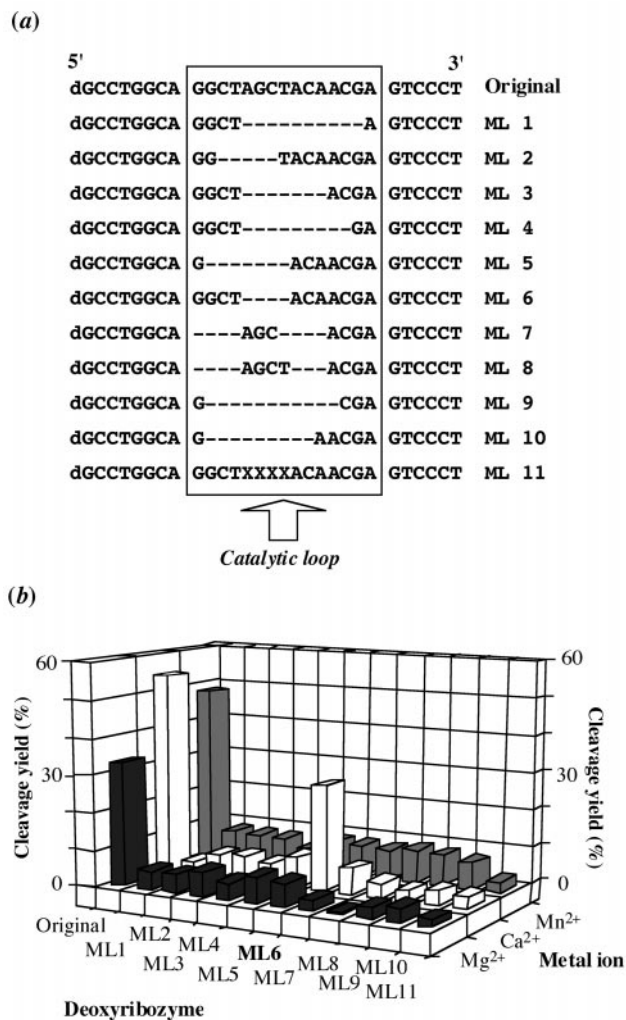 (a)
5' 3'
dGCCTGGCA GGCTAGCTACAACGA GTCCCT Original
dGCCTGGCA GGCT----------A GTCCCT ML 1
dGCCTGGCA GG-----TACAACGA GTCCCT ML 2
dGCCTGGCA GGCT-------ACGA GTCCCT ML 3
dGCCTGGCA GGCT---------GA GTCCCT ML 4
dGCCTGGCA G-------ACAACGA GTCCCT ML 5
dGCCTGGCA GGCT----ACAACGA GTCCCT ML 6
dGCCTGGCA ----AGC----ACGA GTCCCT ML 7
dGCCTGGCA ----AGCT---ACGA GTCCCT ML 8
dGCCTGGCA G-----------CGA GTCCCT ML 9
dGCCTGGCA G---------AACGA GTCCCT ML 10
dGCCTGGCA GGCTXXXXACAACGA GTCCCT ML 11
Catalytic loop
(b)
60 60
Cleavage yield (%) 30 30 Cleavage yield (%)
0 0
Original ML2 ML4 ML6 ML8 ML10 Mg2+ Ca2+ Mn2+
ML1 ML3 ML5 ML7 ML9 ML11 Metal ion
Deoxyribozyme